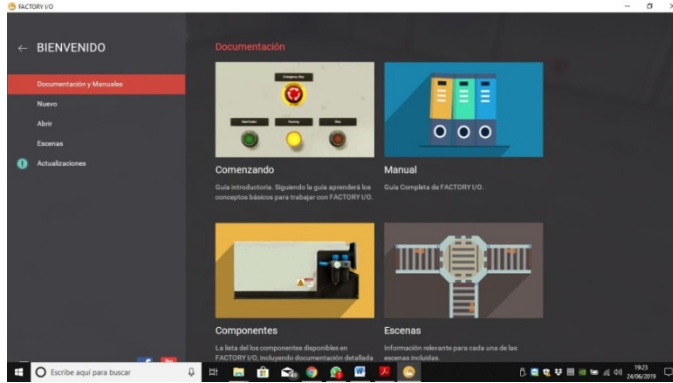 FACTORY I/O
BIENVENIDO
Documentación y Manuales
Nuevo
Abrir
Escenas
Actualizaciones
Documentación
Emergency Stop
Comenzando
Guía introductoria. Siguiendo la guía aprenderá los
conceptos básicos para trabajar con FACTORY I/O.
Manual
Guía Completa de FACTORY I/O.
Componentes
La lista del los componentes disponibles en
FACTORY I/O, incluyendo documentación detallada
Escenas
Información relevante para cada una de las
escenas incluidas.
Escribe aquí para buscar
19:23
24/06/2019